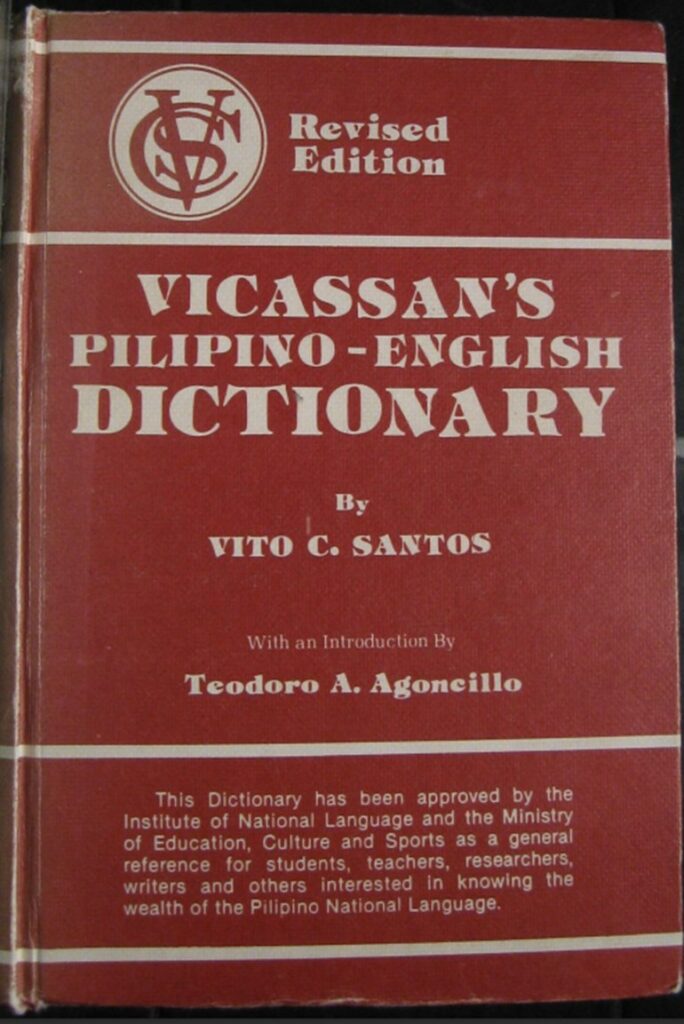 VCS
Revised
Edition
VICASSAN'S
PILIPINO-ENGLISH
DICTIONARY
By
VITO C. SANTOS
With an Introduction By
Teodoro A. Agoncillo
This Dictionary has been approved by the
Institute of National Language and the Ministry
of Education, Culture and Sports as a general
reference for students, teachers, researchers,
writers and others interested in knowing the
wealth of the Pilipino National Language.